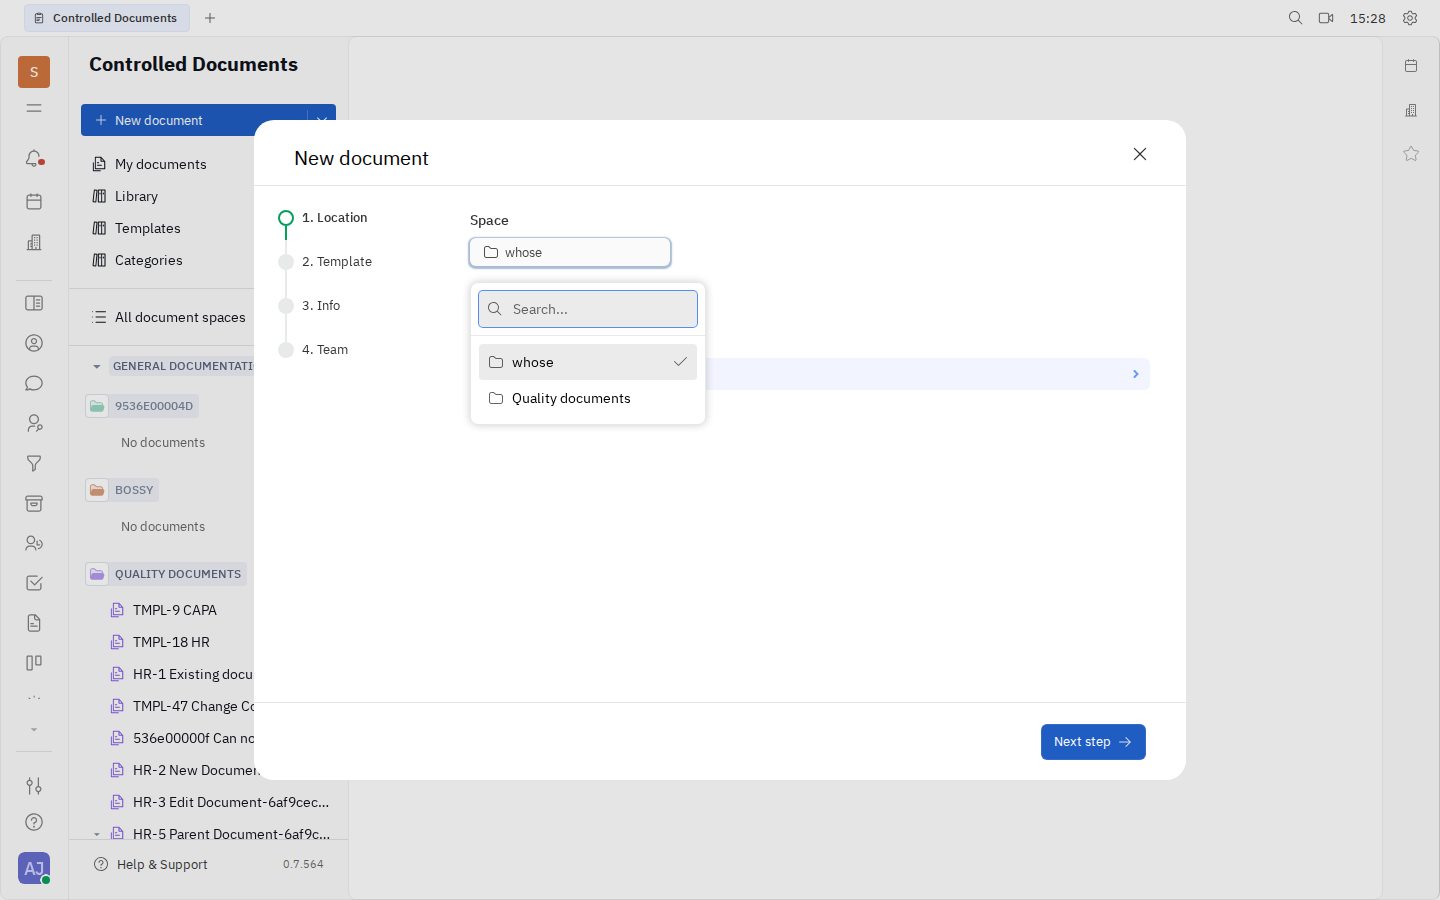 Controlled Documents
15:28
S
Controlled Documents
New document
My documents
Library
Templates
Categories
All document spaces
GENERAL DOCUMENTATI
9536E00004D
No documents
BOSSY
No documents
QUALITY DOCUMENTS
TMPL-9 CAPA
TMPL-18 HR
HR-1 Existing docu
TMPL-47 Change Co
536e00000f Can no
HR-2 New Documen
HR-3 Edit Document-6af9cec...
HR-5 Parent Document-6af9c...
Help & Support
0.7.564
AJ
New document
1. Location
2. Template
3. Info
4. Team
Space
whose
Search...
whose
Quality documents
Next step